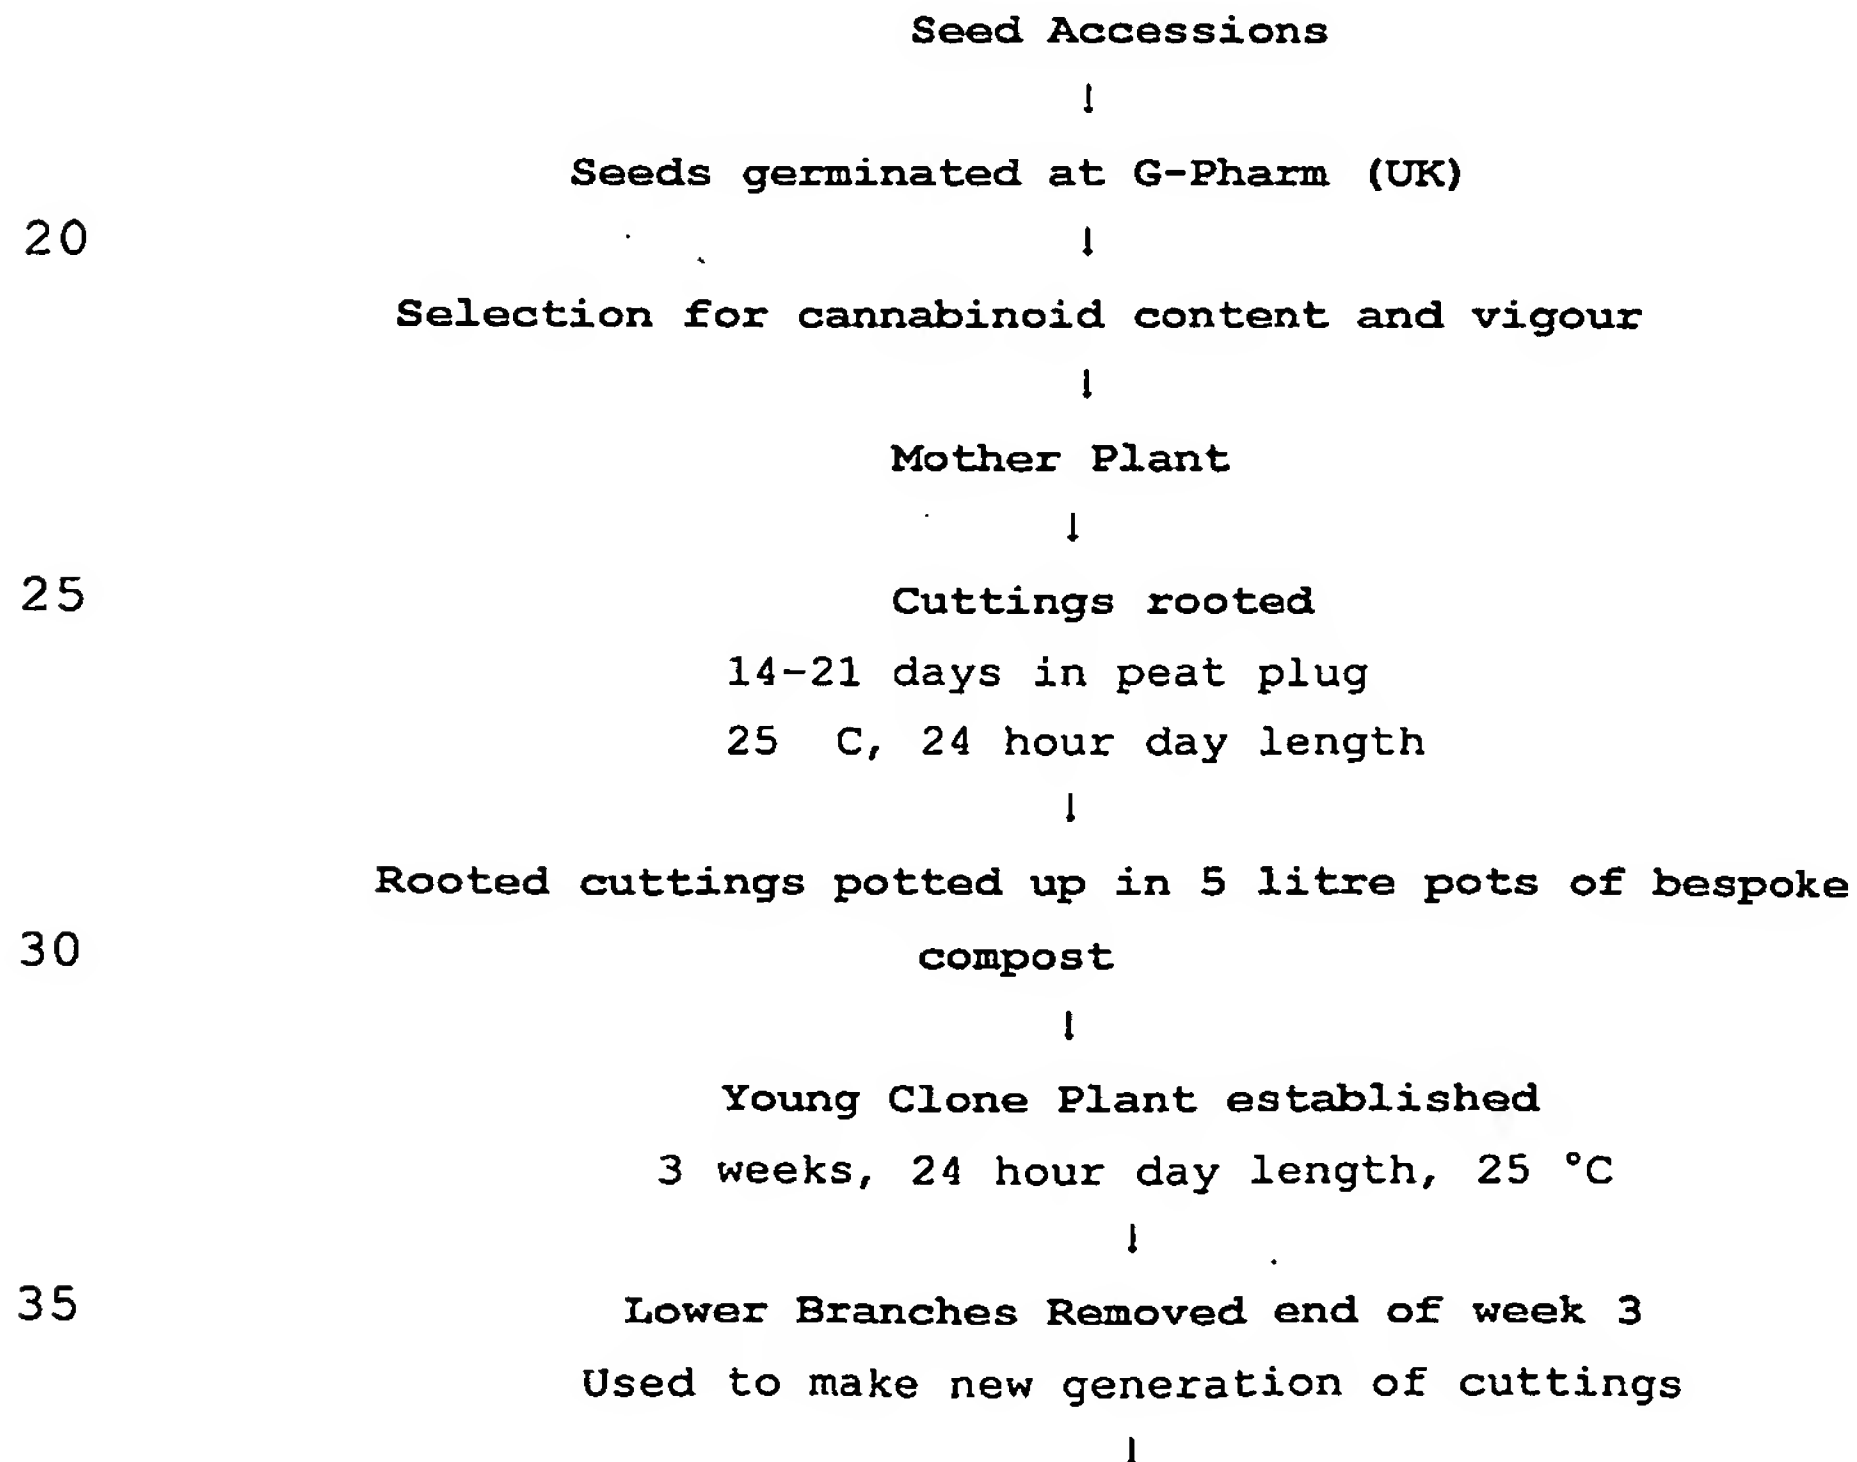 Seed Accessions
↓
Seeds germinated at G-Pharm (UK)
20 ↓
Selection for cannabinoid content and vigour
↓
Mother Plant
↓
25 Cuttings rooted
14-21 days in peat plug
25 C, 24 hour day length
↓
Rooted cuttings potted up in 5 litre pots of bespoke
30 compost
↓
Young Clone Plant established
3 weeks, 24 hour day length, 25 °C
↓
35 Lower Branches Removed end of week 3
Used to make new generation of cuttings
↓